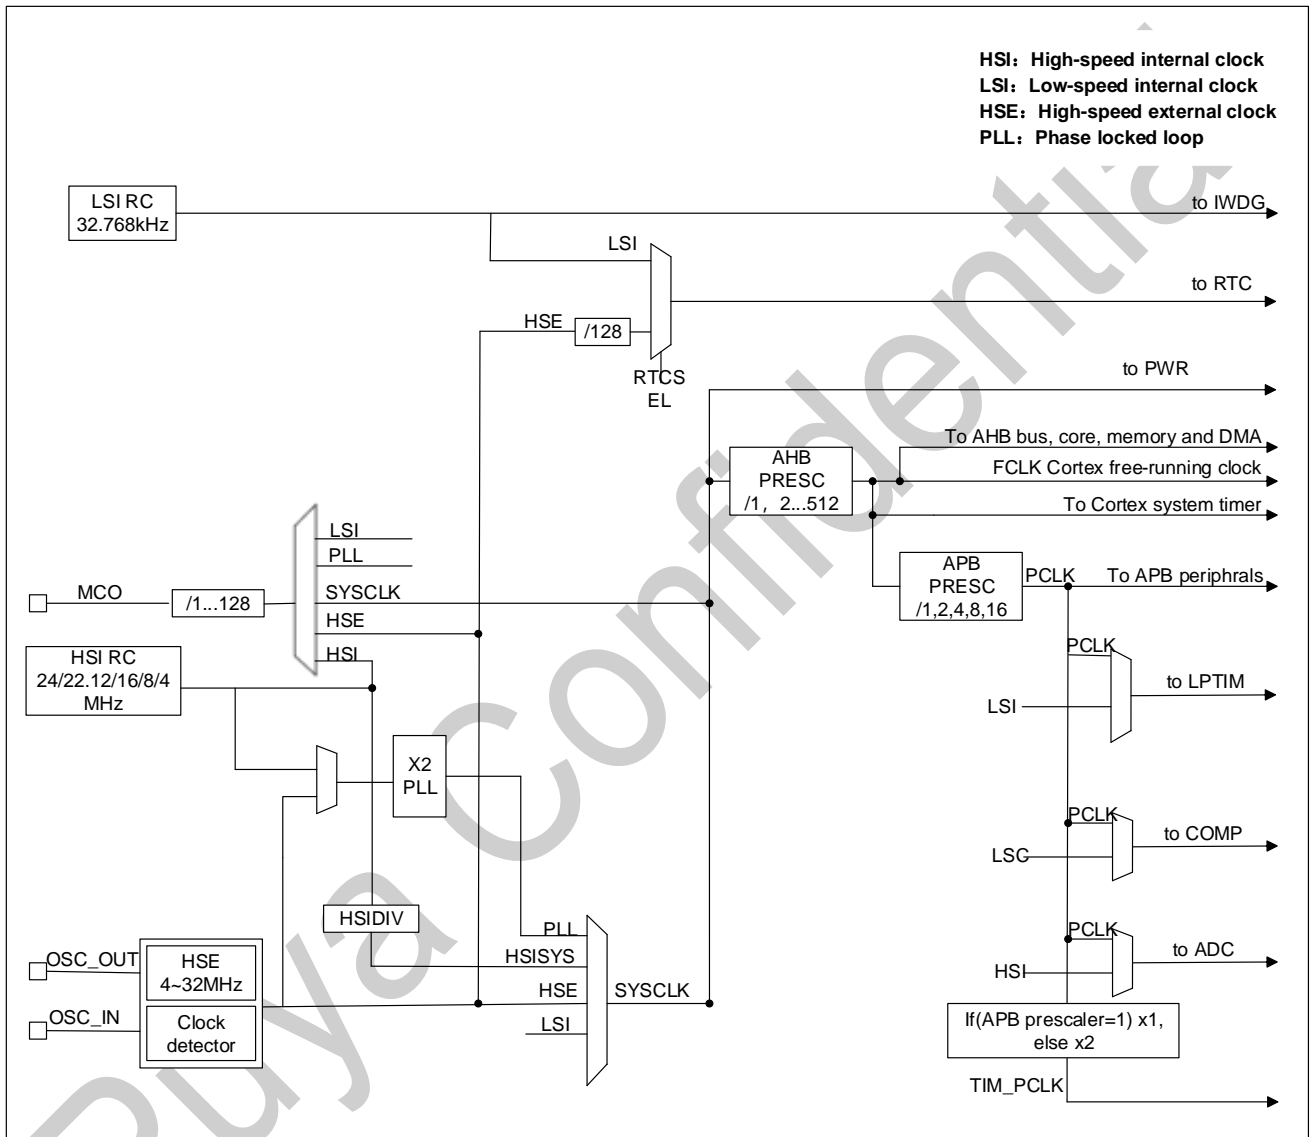 HSI：High-speed internal clock
LSI：Low-speed internal clock
HSE：High-speed external clock
PLL：Phase locked loop
LSI RC
32.768kHz
to IWDG
LSI
to RTC
HSE
/128
RTCS
EL
to PWR
To AHB bus, core, memory and DMA
AHB
PRESC
/1，2...512
FCLK Cortex free-running clock
To Cortex system timer
LSI
PLL
APB
PRESC
/1,2,4,8,16
PCLK
To APB periphrals
MCO
/1...128
SYSCLK
HSE
HSI
HSI RC
24/22.12/16/8/4
MHz
PCLK
to LPTIM
LSI
X2
PLL
PCLK
to COMP
LSC
HSIDIV
PLL
HSISYS
HSE
LSI
SYSCLK
PCLK
to ADC
HSI
OSC_OUT
HSE
4~32MHz
OSC_IN
Clock
detector
If(APB prescaler=1) x1,
else x2
TIM_PCLK
Puya Confidential